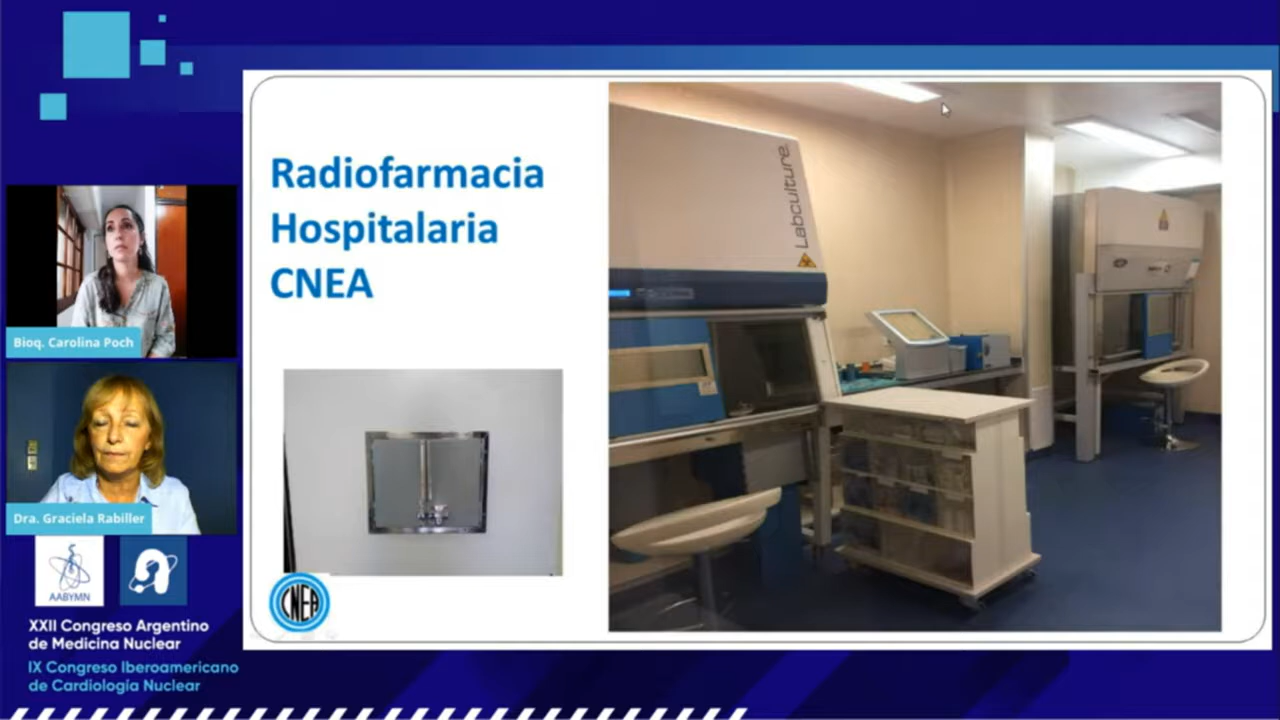 Radiofarmacia
Hospitalaria
CNEA
Labculture.
Bioq. Carolina Poch
Dra. Graciela Rabiller
CNEA
AABYMN
XXII Congreso Argentino
de Medicina Nuclear
IX Congreso Iberoamericano
de Cardiología Nuclear